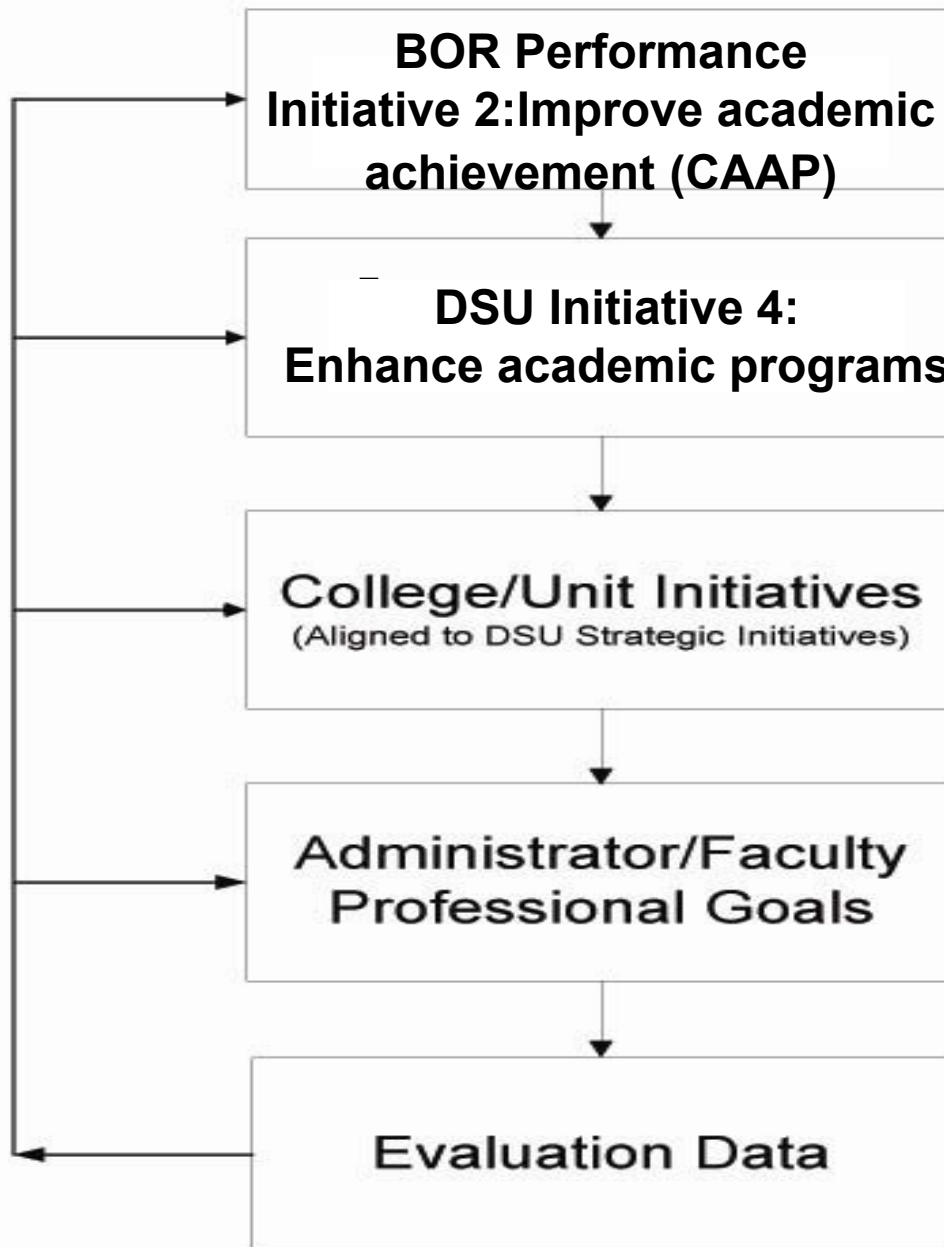 BOR Performance
Initiative 2:Improve academic
achievement (CAAP)
DSU Initiative 4:
Enhance academic programs
College/Unit Initiatives
(Aligned to DSU Strategic Initiatives)
Administrator/Faculty
Professional Goals
Evaluation Data